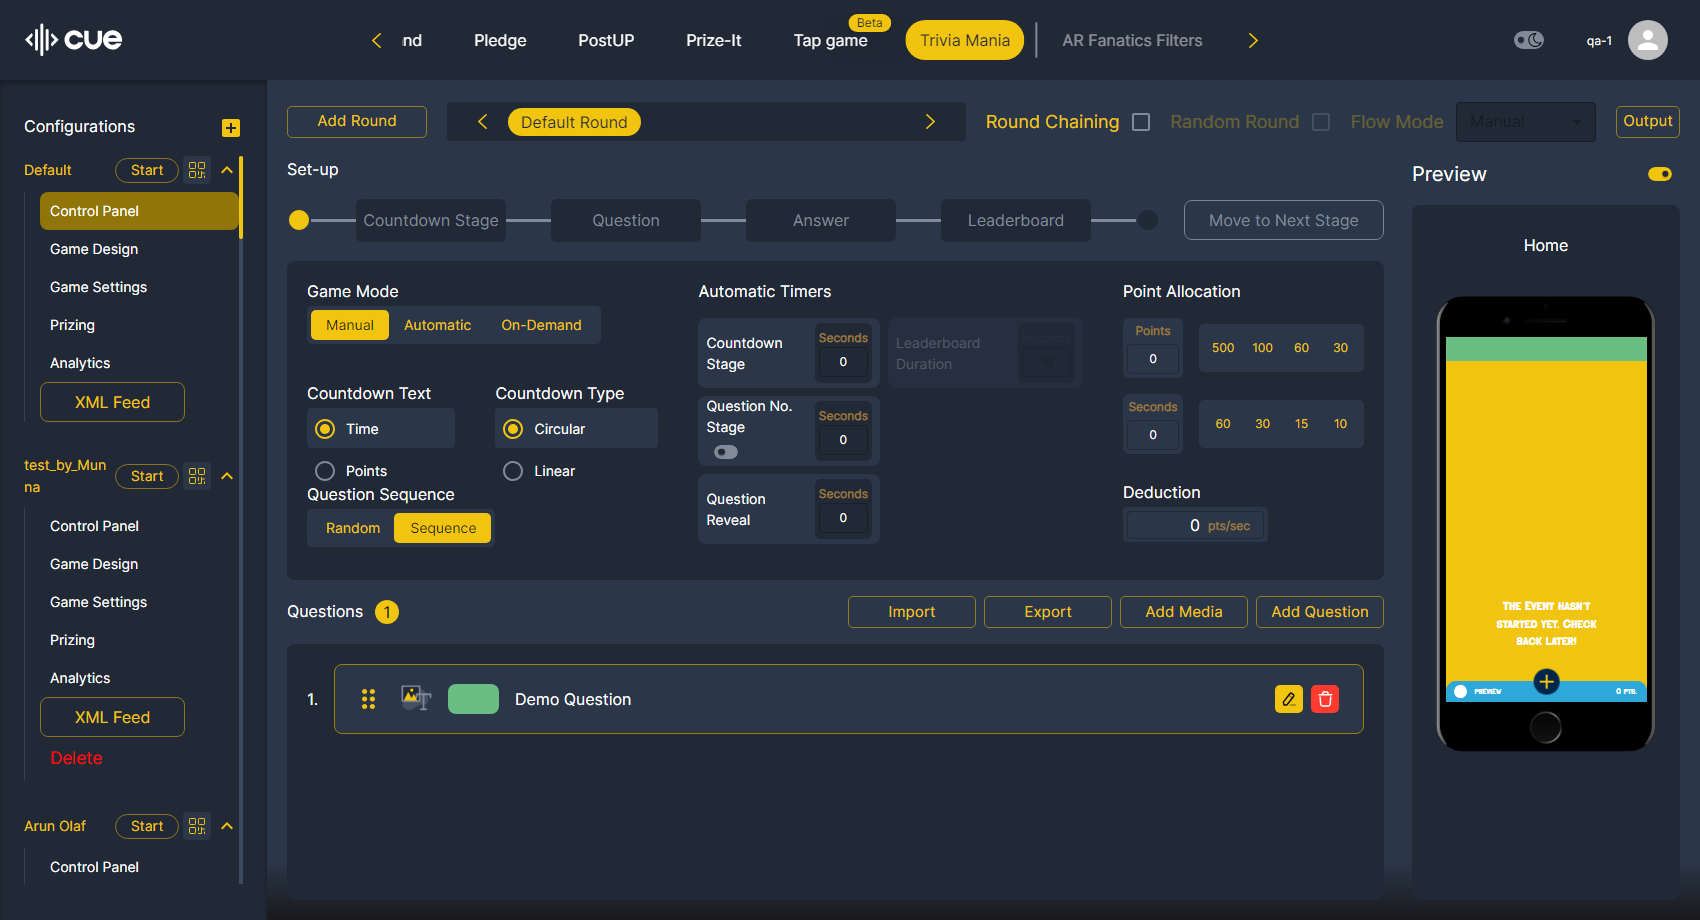 cue
nd
Pledge
PostUP
Prize-It
Tap game
Beta
Trivia Mania
AR Fanatics Filters
qa-1
Configurations
Default
Start
Control Panel
Game Design
Game Settings
Prizing
Analytics
XML Feed
test_by_Mun
na
Start
Control Panel
Game Design
Game Settings
Prizing
Analytics
XML Feed
Delete
Arun Olaf
Start
Control Panel
Add Round
Default Round
Round Chaining
Random Round
Flow Mode
Manual
Output
Set-up
Countdown Stage
Question
Answer
Leaderboard
Move to Next Stage
Game Mode
Manual
Automatic
On-Demand
Countdown Text
Time
Points
Countdown Type
Circular
Linear
Question Sequence
Random
Sequence
Automatic Timers
Countdown
Stage
Seconds
0
Leaderboard
Duration
Seconds
10
Question No.
Stage
Seconds
0
Question
Reveal
Seconds
0
Point Allocation
Points
0
500 100 60 30
Seconds
0
60 30 15 10
Deduction
0 pts/sec
Questions 1
Import
Export
Add Media
Add Question
1.
Demo Question
Preview
Home
The Event hasn't
started yet. Check
back later!
PREVIEW
0 PTS.